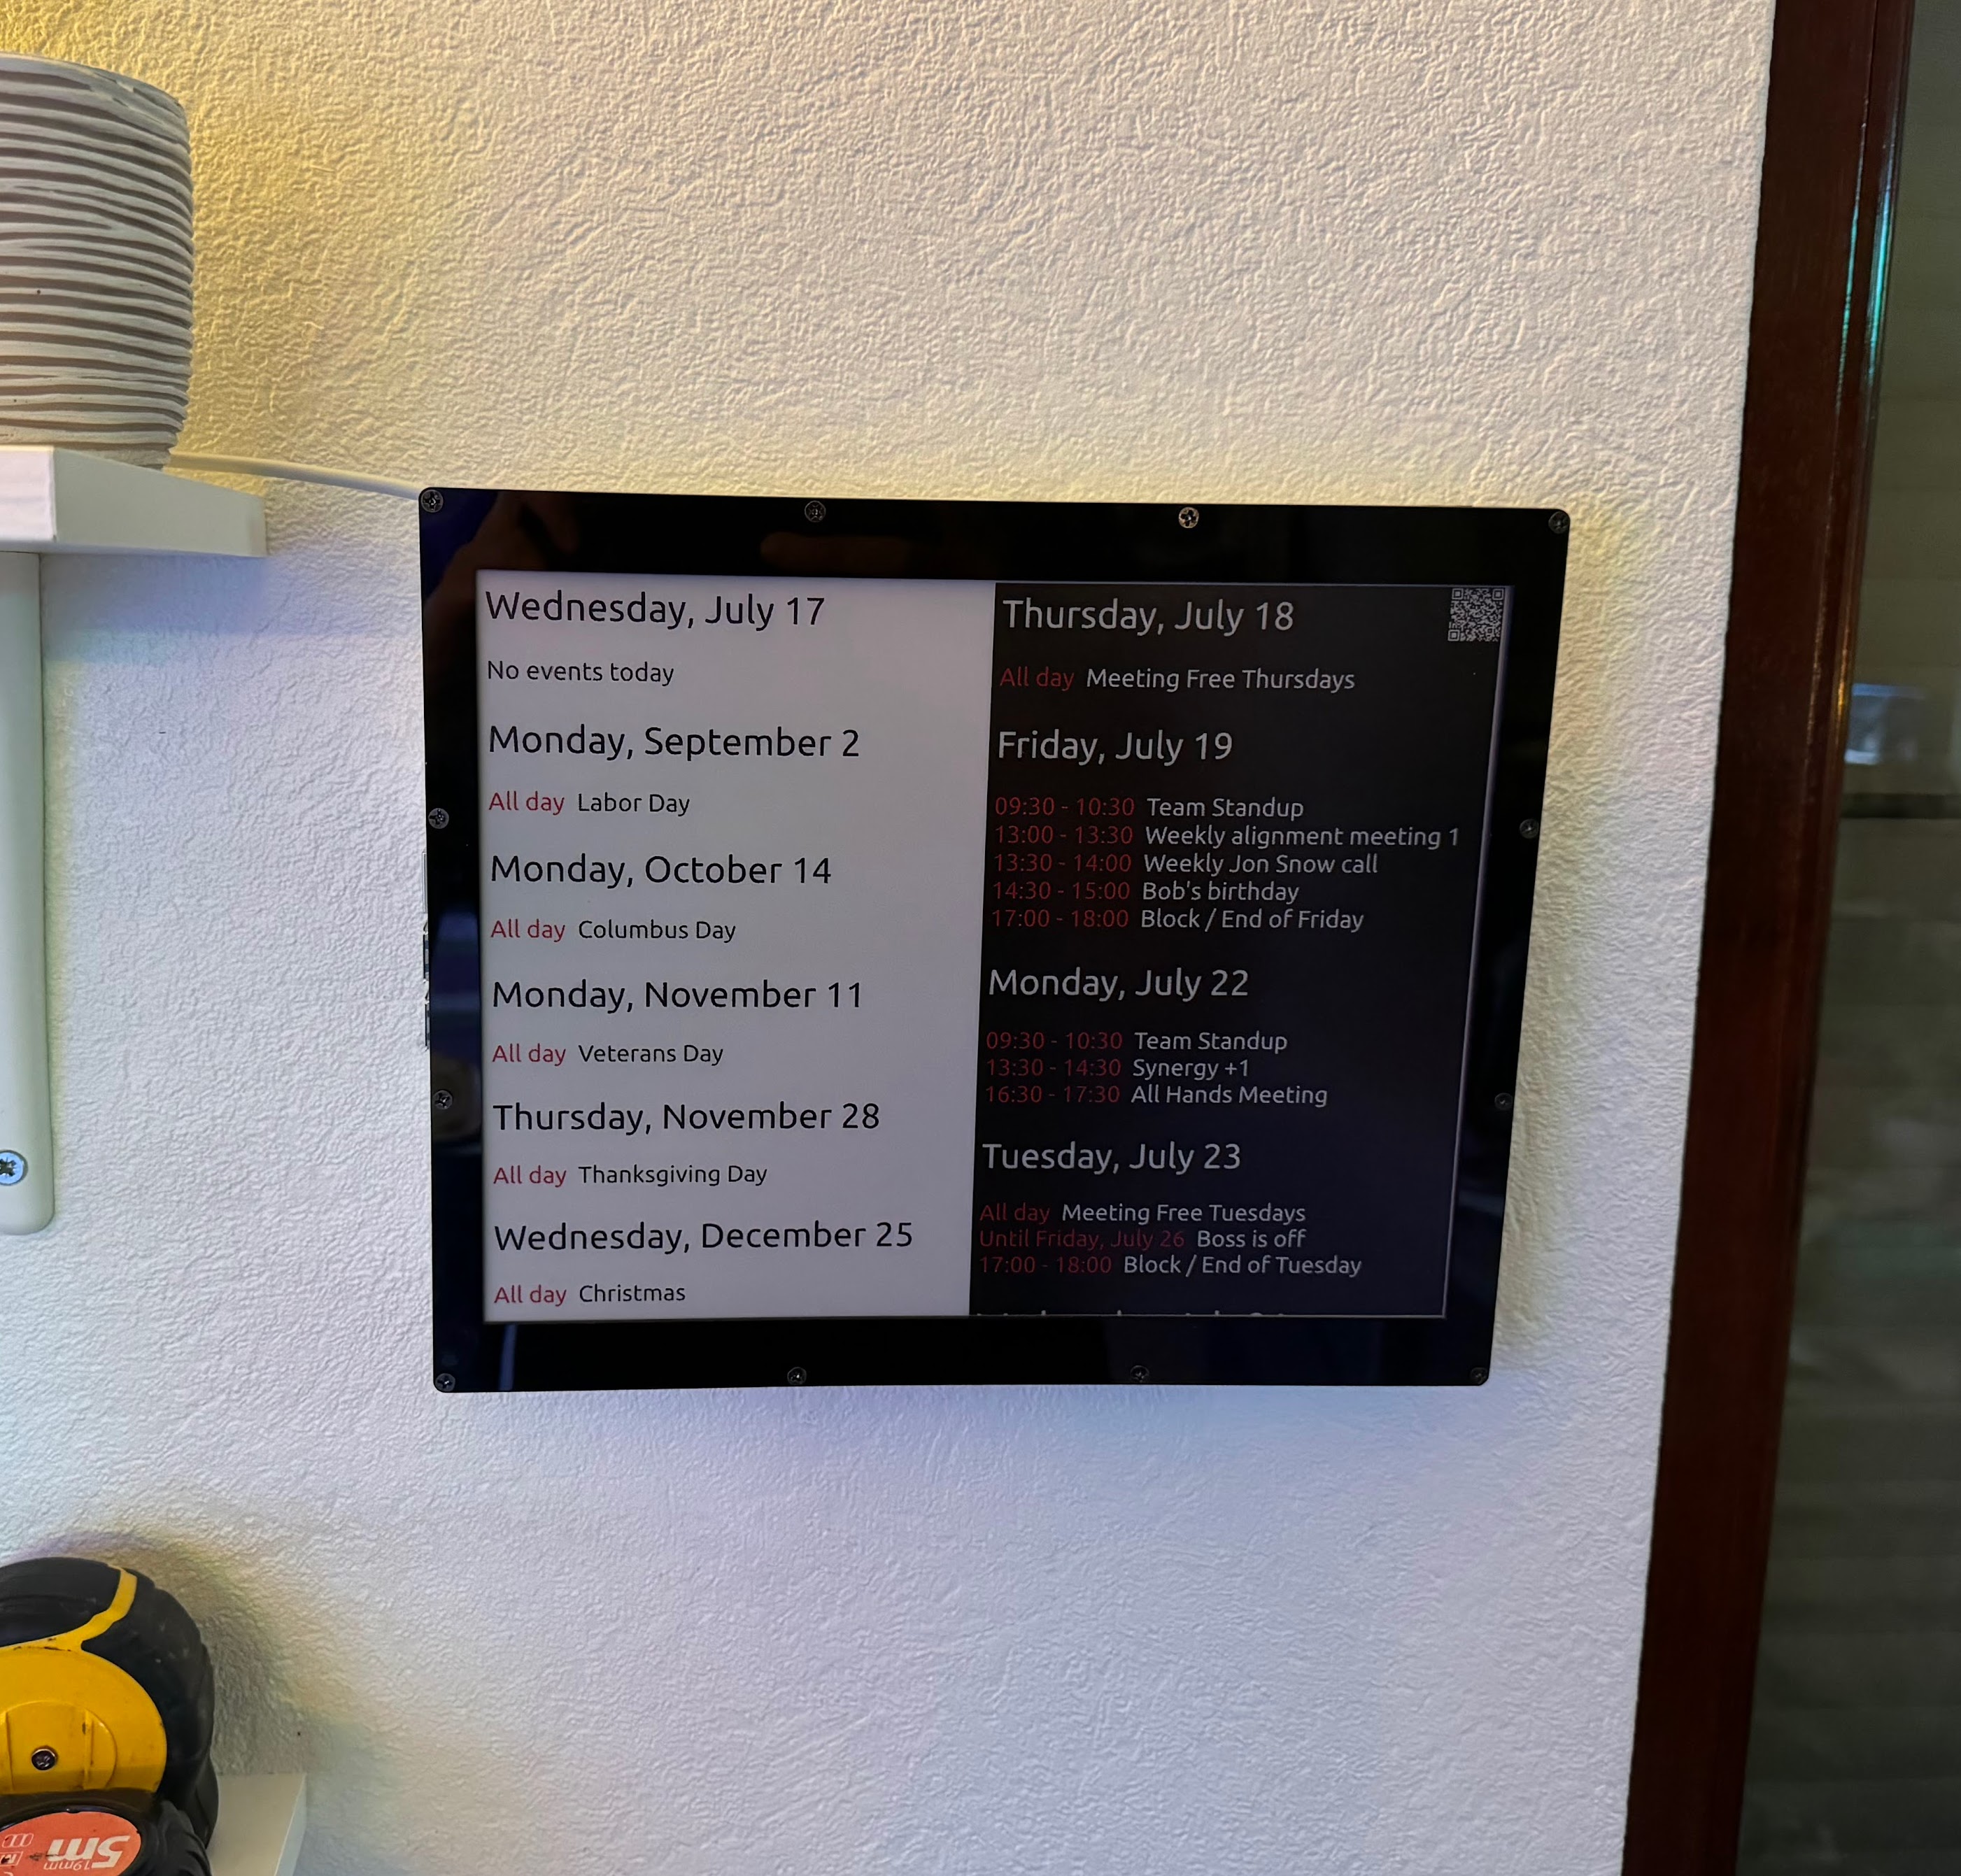 Wednesday, July 17
No events today
Monday, September 2
All day Labor Day
Monday, October 14
All day Columbus Day
Monday, November 11
All day Veterans Day
Thursday, November 28
All day Thanksgiving Day
Wednesday, December 25
All day Christmas
Thursday, July 18
All day Meeting Free Thursdays
Friday, July 19
09:30 - 10:30 Team Standup
13:00 - 13:30 Weekly alignment meeting 1
13:30 - 14:00 Weekly Jon Snow call
14:30 - 15:00 Bob's birthday
17:00 - 18:00 Block / End of Friday
Monday, July 22
09:30 - 10:30 Team Standup
13:30 - 14:30 Synergy +1
16:30 - 17:30 All Hands Meeting
Tuesday, July 23
All day Meeting Free Tuesdays
Until Friday, July 26 Boss is off
17:00 - 18:00 Block / End of Tuesday
5m
19mm